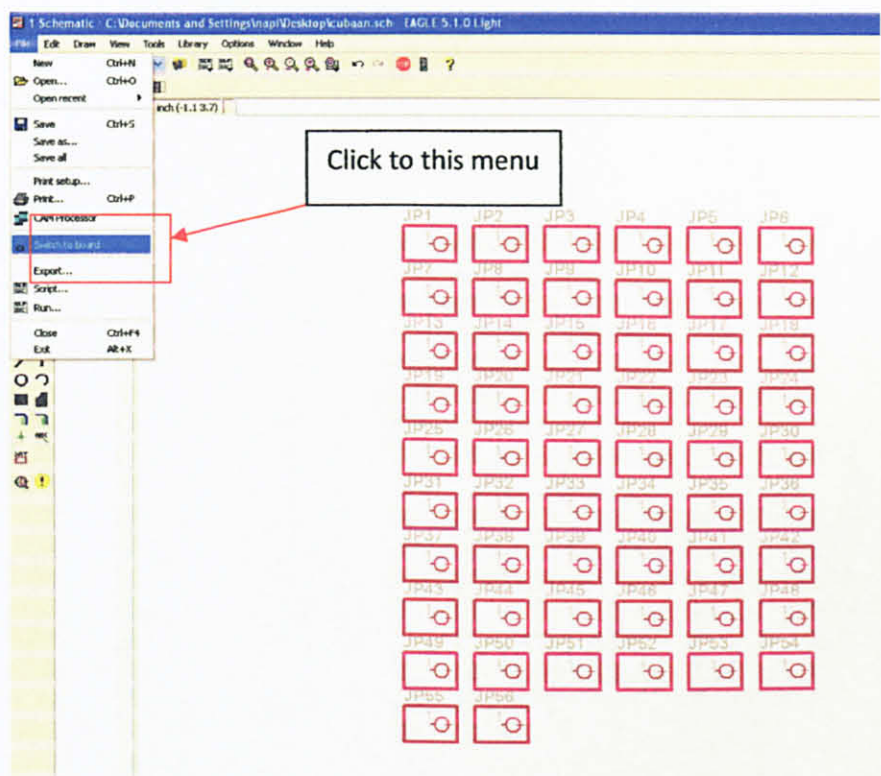 1 Schematic - C:\Documents and Settings\napi\Desktop\cubaan.sch - EAGLE 5.1.0 Light
File Edit Draw View Tools Library Options Window Help
New Ctrl+N
Open... Ctrl+O
Open recent
inch (-1.1 3.7)
Save Ctrl+S
Save as...
Save all
Print setup...
Print... Ctrl+P
CAM Processor
Switch to board
Export...
Script...
Run...
Close Ctrl+F4
Exit Alt+X
Click to this menu
JP1 JP2 JP3 JP4 JP5 JP6
JP7 JP8 JP9 JP10 JP11 JP12
JP13 JP14 JP15 JP16 JP17 JP18
JP19 JP20 JP21 JP22 JP23 JP24
JP25 JP26 JP27 JP28 JP29 JP30
JP31 JP32 JP33 JP34 JP35 JP36
JP37 JP38 JP39 JP40 JP41 JP42
JP43 JP44 JP45 JP46 JP47 JP48
JP49 JP50 JP51 JP52 JP53 JP54
JP55 JP56